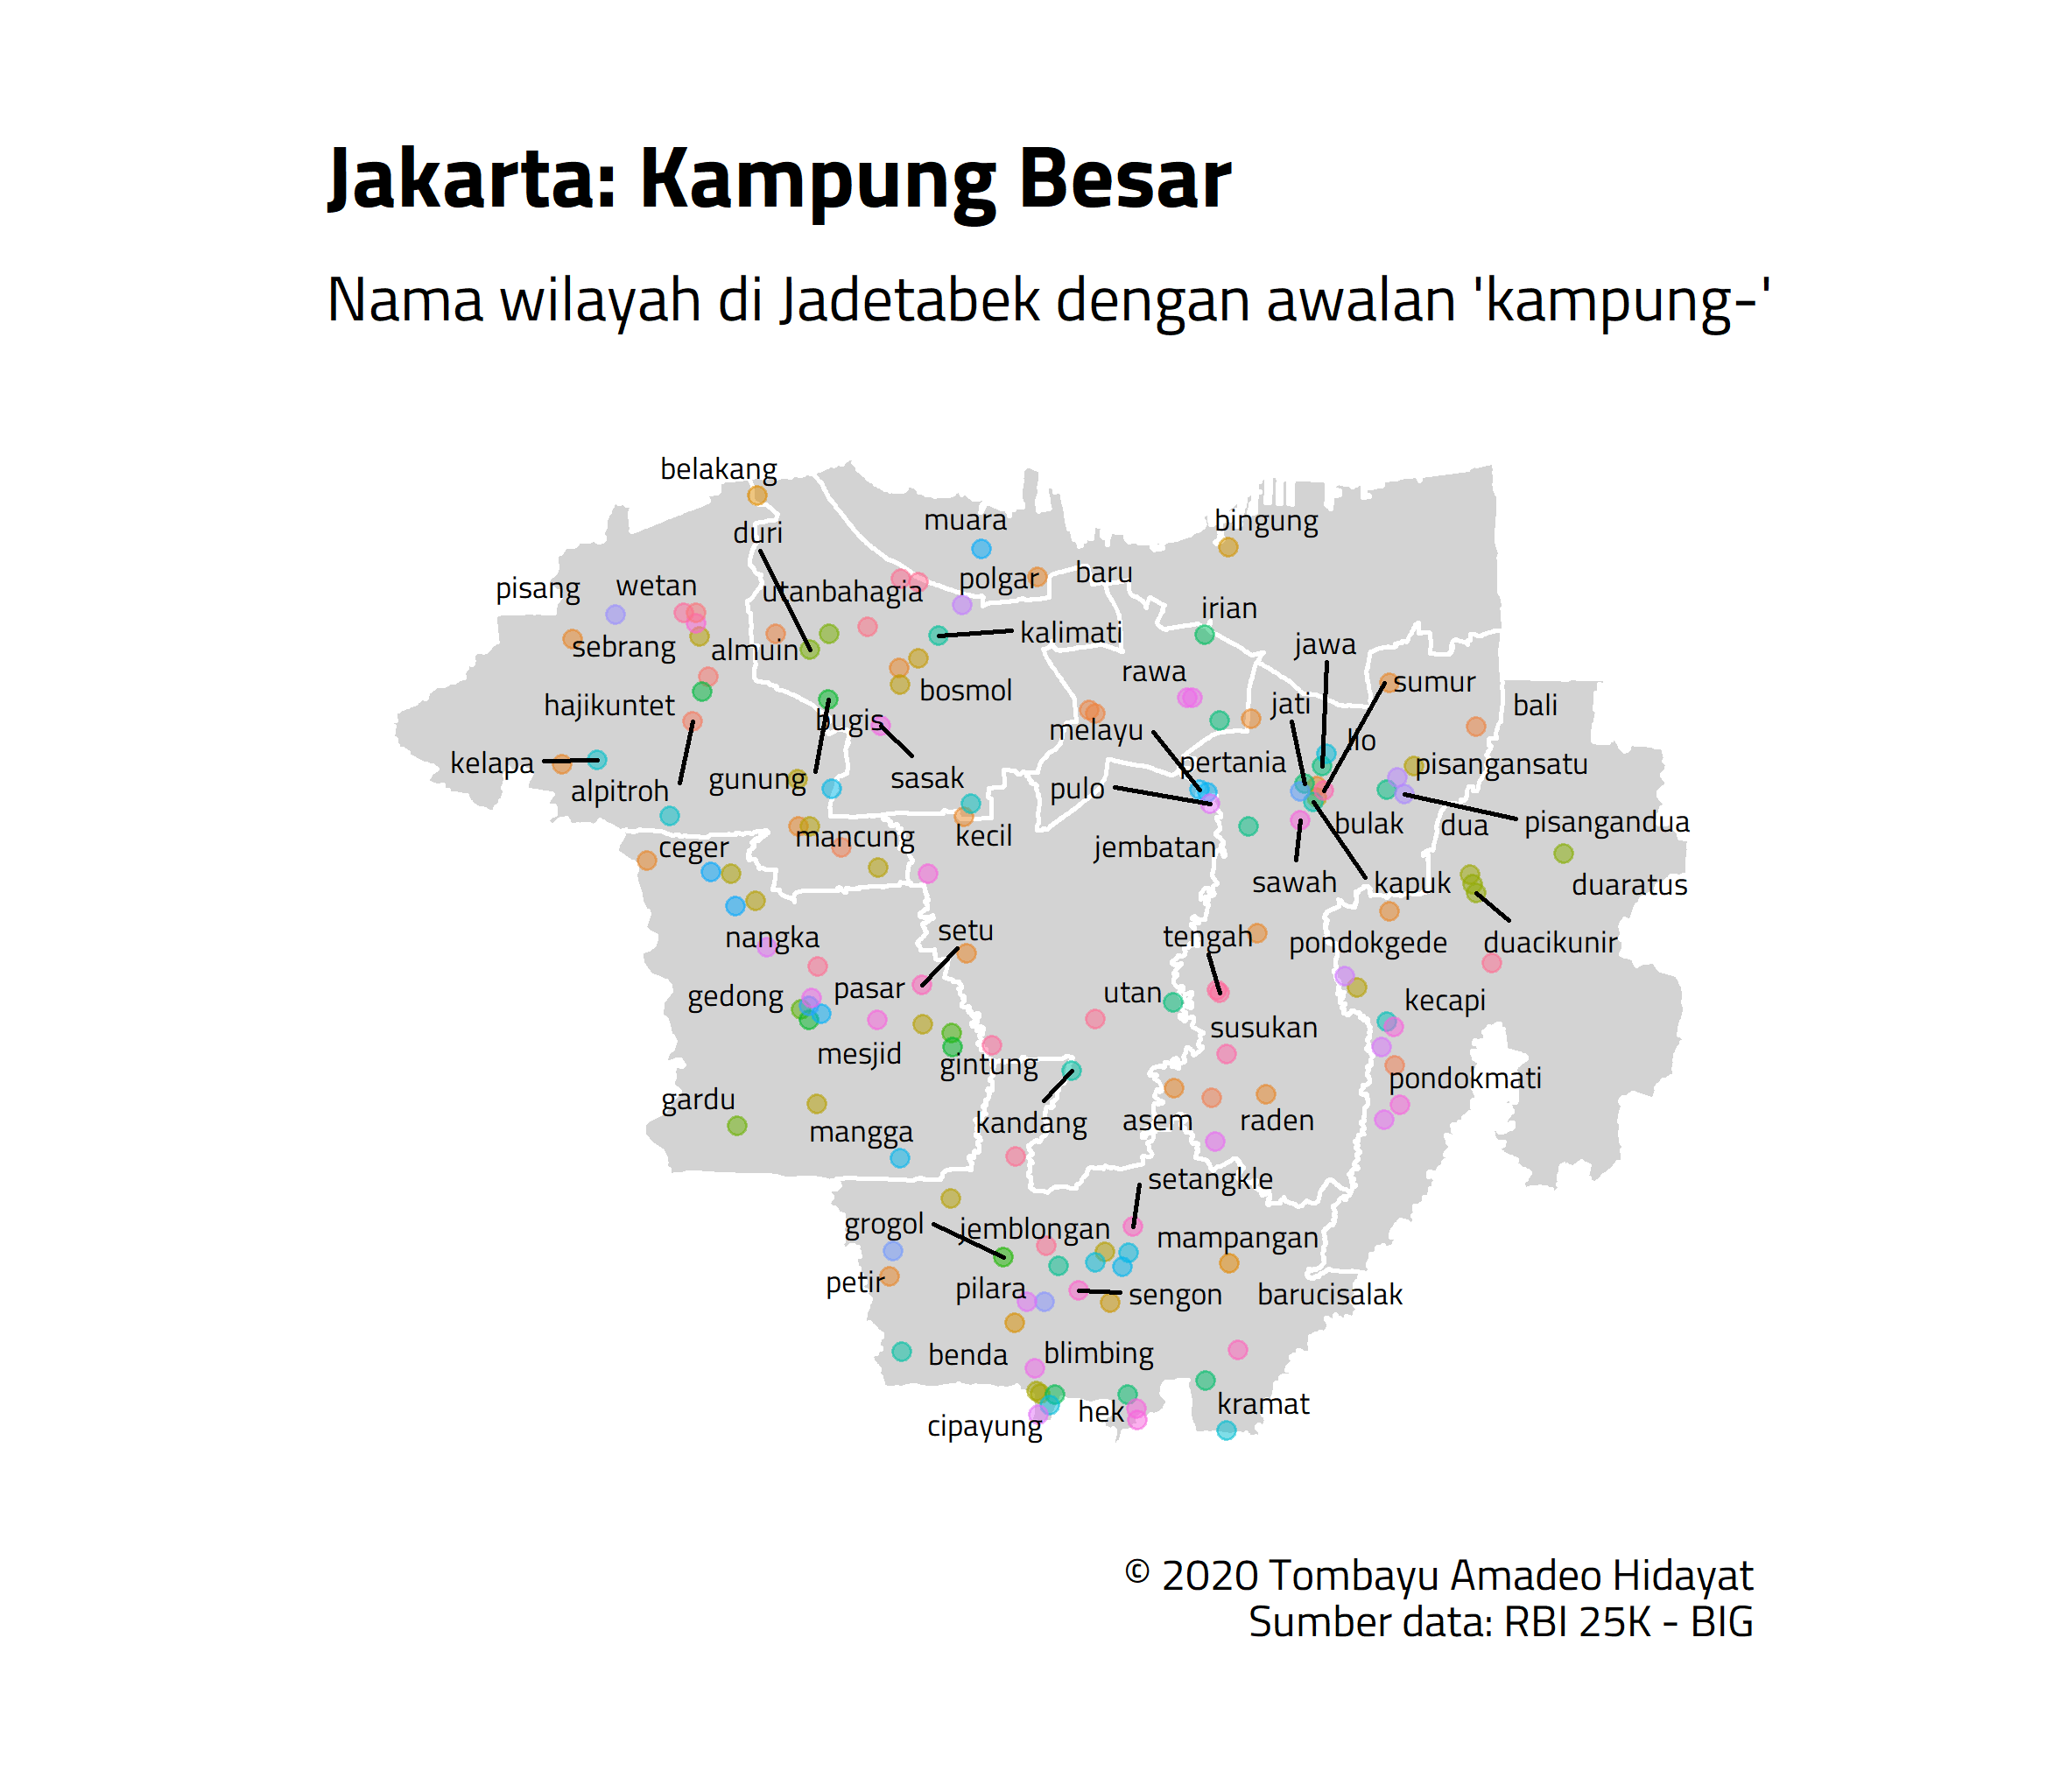 Jakarta: Kampung Besar
Nama wilayah di Jadetabek dengan awalan 'kampung-'
belakang
duri
muara
bingung
pisang
wetan
utanbahagia
polgar
baru
irian
sebrang
almuin
kalimati
jawa
hajikuntet
bosmol
rawa
sumur
bugis
melayu
jati
bali
kelapa
alpitroh
gunung
sasak
pertania
llo
pisangsatu
pulo
mancung
kecil
jembatan
bulak
dua
pisangandua
ceger
sawah
kapuk
duaratus
nangka
setu
tengah
pondokgede
duacikunir
gedong
pasar
utan
kecapi
mesjid
gintung
susukan
gardu
mangga
kandang
asem
raden
pondokmati
setangkle
grogol
jemblongan
mampangan
petir
pilara
sengon
barucisalak
benda
blimbing
cipayung
hek
kramat
© 2020 Tombayu Amadeo Hidayat
Sumber data: RBI 25K - BIG